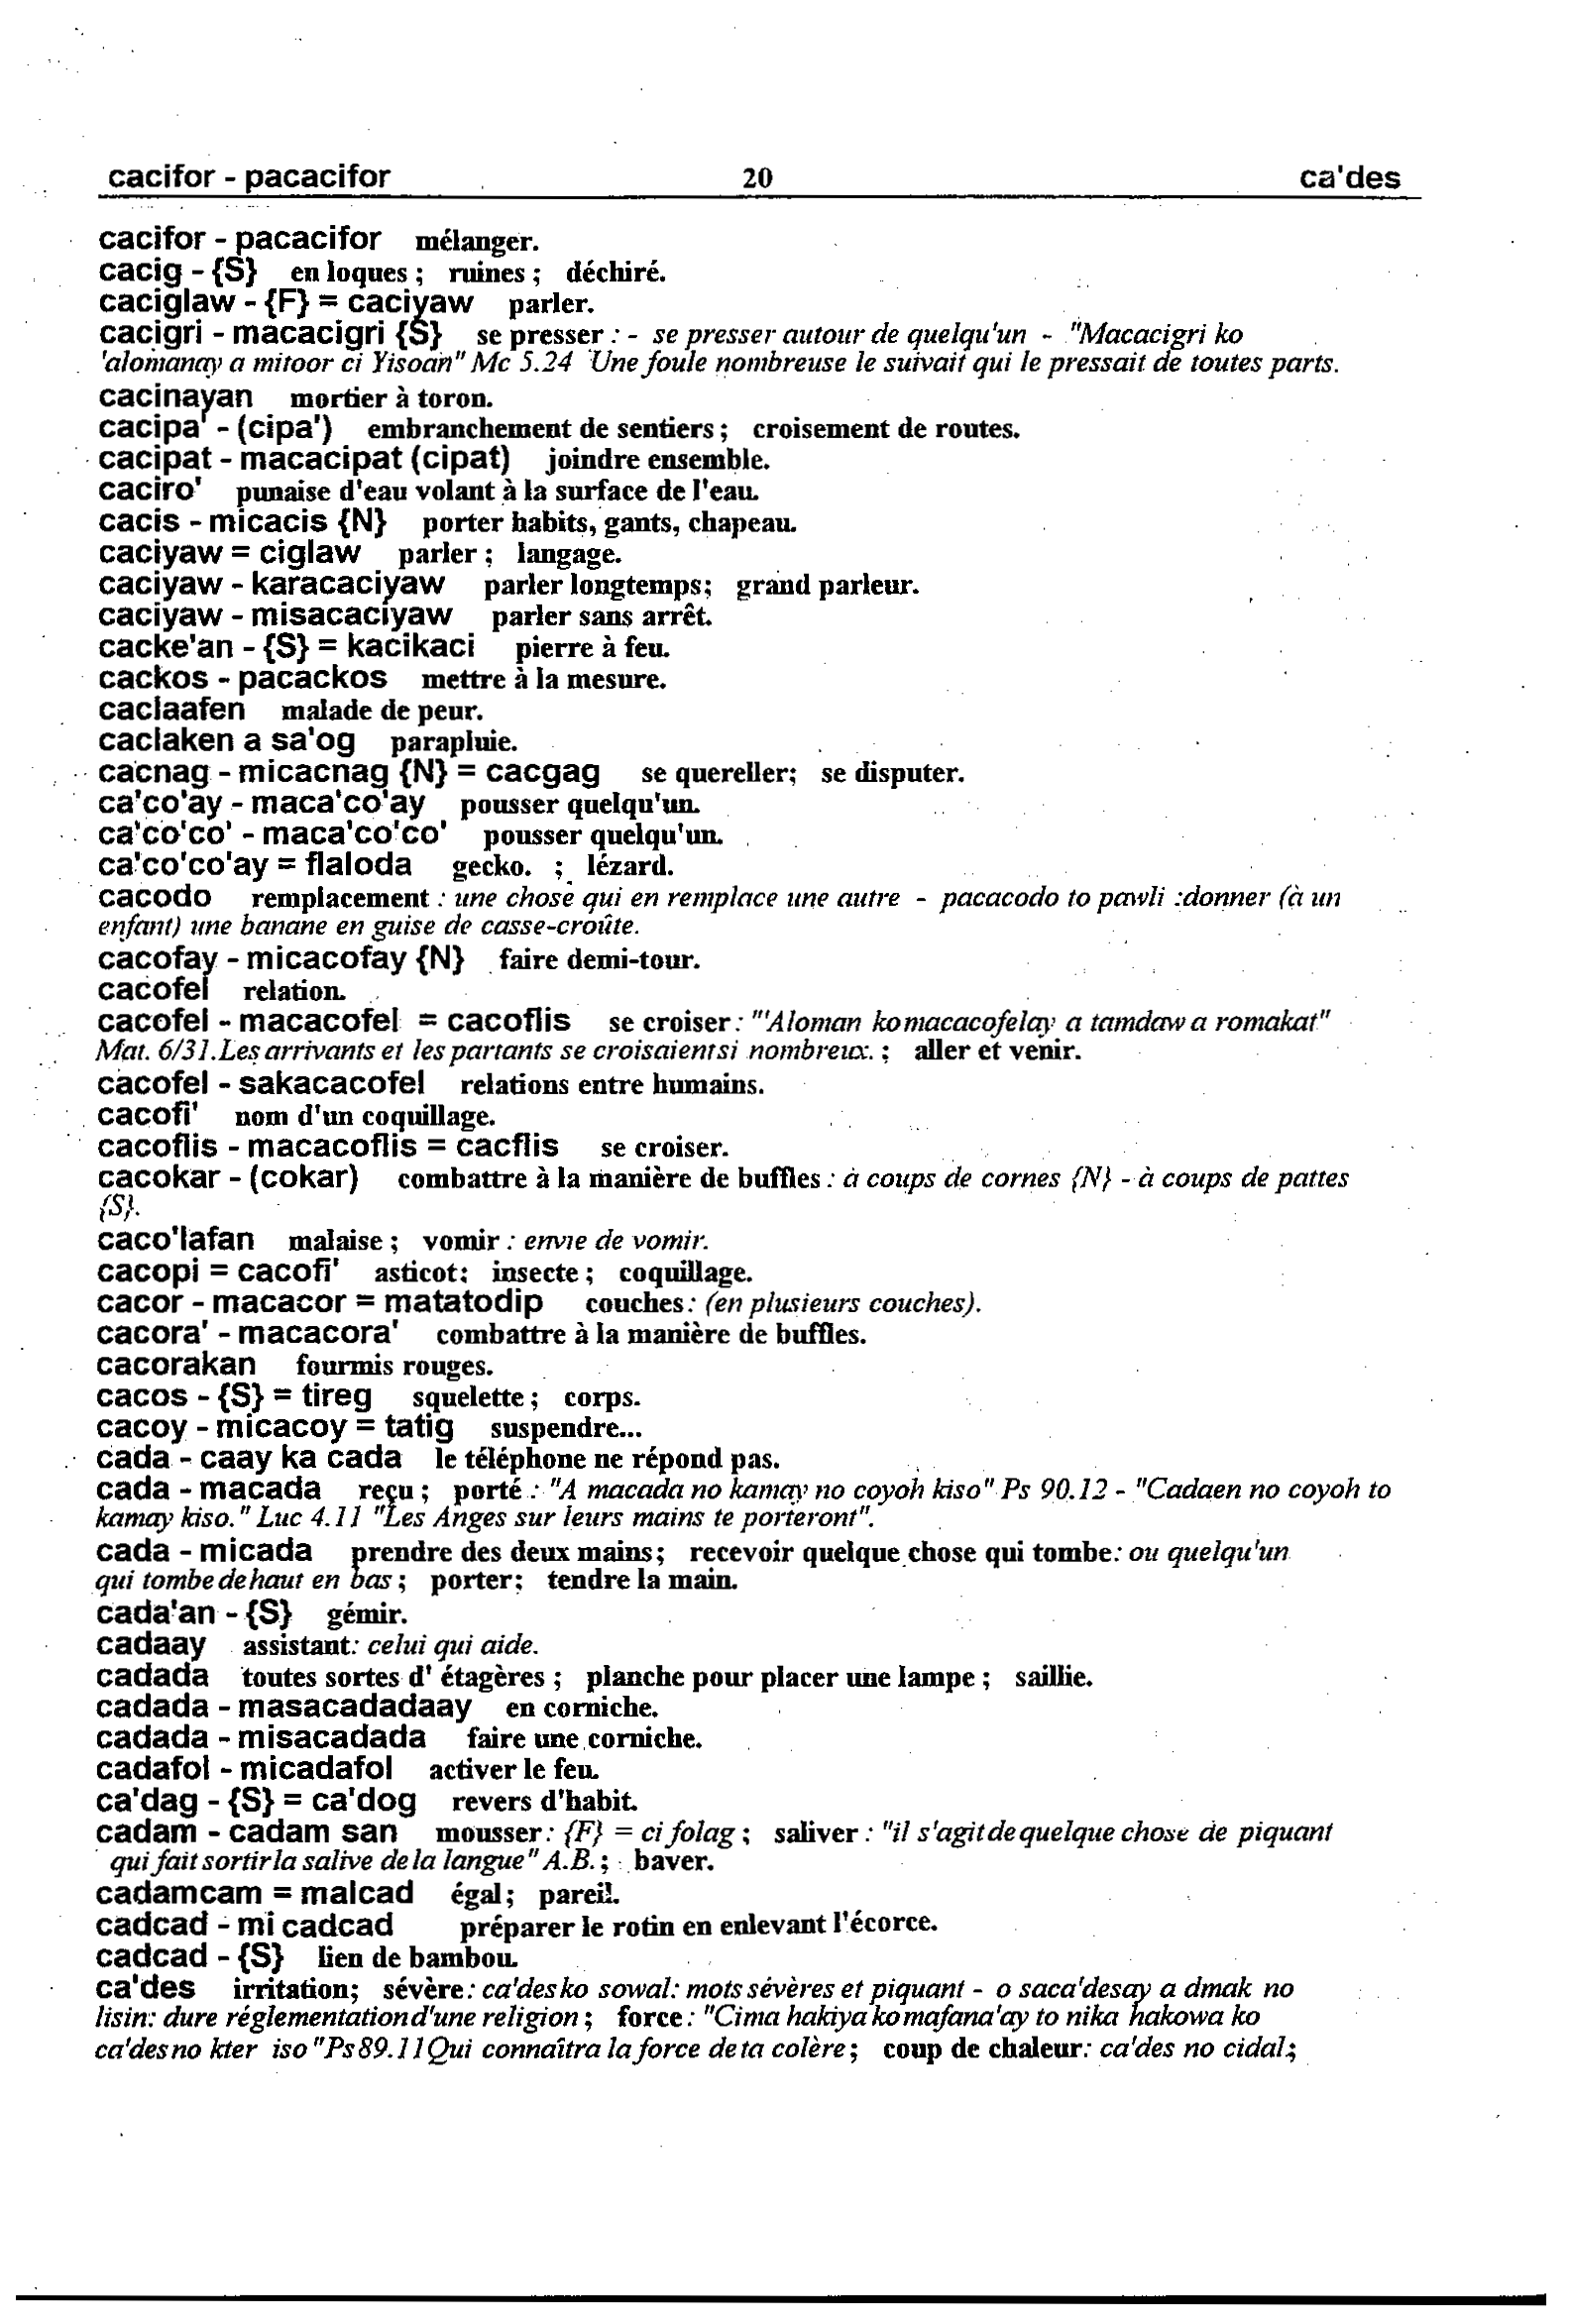 cacifor - pacacifor 20 ca'des
cacifor - pacacifor mélanger.
cacig - {S} en loques ; ruines ; déchiré.
caciglaw - {F} = caciyaw parler.
cacigri - macacigri {S} se presser : - se presser autour de quelqu'un - "Macacigri ko
'alomanay a mitoor ci Yisoan" Mc 5.24 Une foule nombreuse le suivait qui le pressait de toutes parts.
cacinayan mortier à toron.
cacipa' - (cipa') embranchement de sentiers ; croisement de routes.
cacipat - macacipat (cipat) joindre ensemble.
caciro' punaise d'eau volant à la surface de l'eau.
cacis - micacis {N} porter habits, gants, chapeau.
caciyaw = ciglaw parler ; langage.
caciyaw - karacaciyaw parler longtemps; grand parleur.
caciyaw - misacaciyaw parler sans arrêt.
cacke'an - {S} = kacikaci pierre à feu.
cackos - pacackos mettre à la mesure.
caclaafen malade de peur.
caclaken a sa'og parapluie.
cacnag - micacnag {N} = cacgag se quereller; se disputer.
ca'co'ay - maca'co'ay pousser quelqu'un.
ca'co'co' - maca'co'co' pousser quelqu'un.
ca'co'co'ay = flaloda gecko. ; lézard.
cacodo remplacement : une chose qui en remplace une autre - pacacodo to pawli :donner (à un
enfant) une banane en guise de casse-croûte.
cacofay - micacofay {N} faire demi-tour.
cacofel relation.
cacofel - macacofel = cacoflis se croiser : "'Aloman ko macacofelay a tamdaw a romakat"
Mat. 6/31.Les arrivants et les partants se croisaient si nombreux. ; aller et venir.
cacofel - sakacacofel relations entre humains.
cacofi' nom d'un coquillage.
cacoflis - macacoflis = cacflis se croiser.
cacokar - (cokar) combattre à la manière de buffles : à coups de cornes {N} - à coups de pattes
{S}.
caco'lafan malaise ; vomir : envie de vomir.
cacopi = cacofi' asticot; insecte ; coquillage.
cacor - macacor = matatodip couches : (en plusieurs couches).
cacora' - macacora' combattre à la manière de buffles.
cacorakan fourmis rouges.
cacos - {S} = tireg squelette ; corps.
cacoy - micacoy = tatig suspendre...
cada - caay ka cada le téléphone ne répond pas.
cada - macada reçu ; porté : "A macada no kamay no coyoh kiso" Ps 90.12 - "Cadaen no coyoh to
kamay kiso." Luc 4.11 "Les Anges sur leurs mains te porteront".
cada - micada prendre des deux mains; recevoir quelque chose qui tombe: ou quelqu'un
qui tombe de haut en bas ; porter; tendre la main.
cada'an - {S} gémir.
cadaay assistant: celui qui aide.
cadada toutes sortes d' étagères ; planche pour placer une lampe ; saillie.
cadada - masacadadaay en corniche.
cadada - misacadada faire une corniche.
cadafol - micadafol activer le feu.
ca'dag - {S} = ca'dog revers d'habit.
cadam - cadam san mousser : {F} = ci folag ; saliver : "il s'agit de quelque chose de piquant
qui fait sortir la salive de la langue" A.B. ; baver.
cadamcam = malcad égal ; pareil.
cadcad - mi cadcad préparer le rotin en enlevant l'écorce.
cadcad - {S} lien de bambou.
ca'des irritation; sévère : ca'des ko sowal: mots sévères et piquant - o saca'desay a dmak no
lisin: dure réglementation d'une religion ; force : "Cima hakiya ko mafana'ay to nika hakowa ko
ca'des no kter iso "Ps 89.11 Qui connaîtra la force de ta colère ; coup de chaleur: ca'des no cidal ;